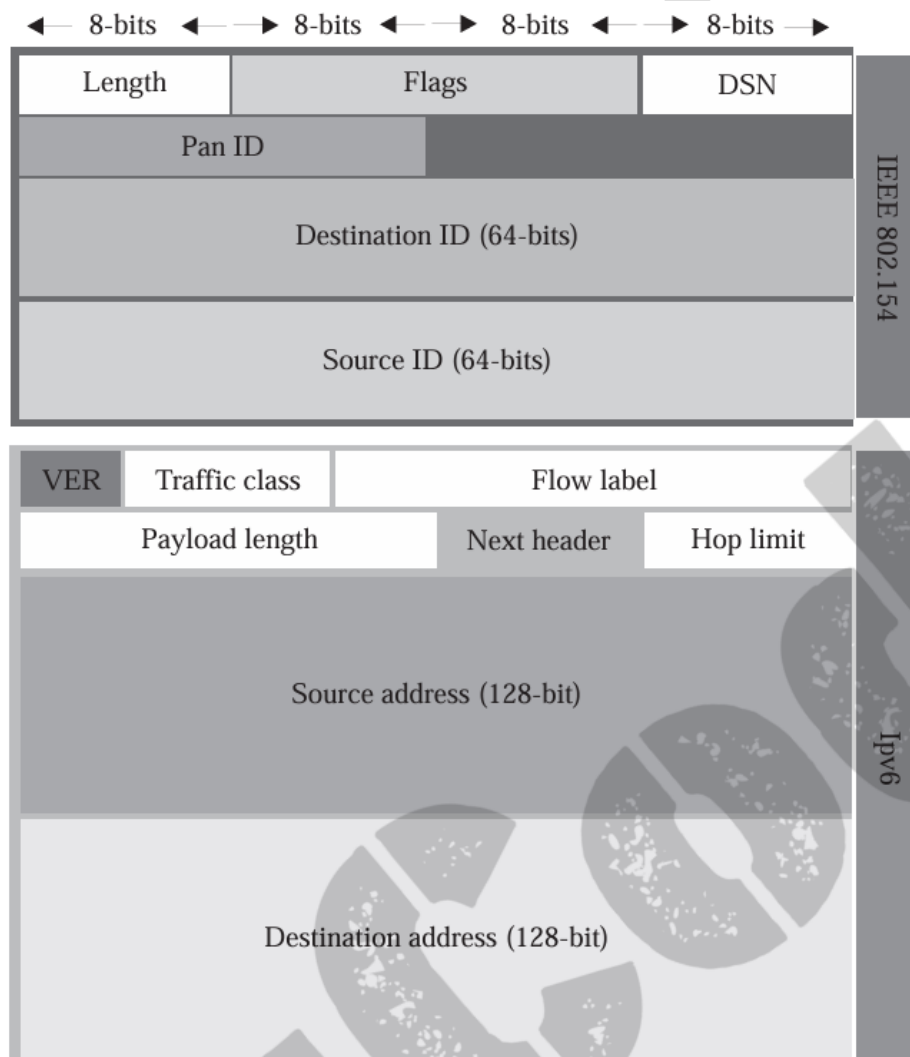 8-bits 8-bits 8-bits 8-bits
Length Flags DSN
Pan ID
Destination ID (64-bits)
Source ID (64-bits)
IEEE 802.154
VER Traffic class Flow label
Payload length Next header Hop limit
Source address (128-bit)
Destination address (128-bit)
Ipv6